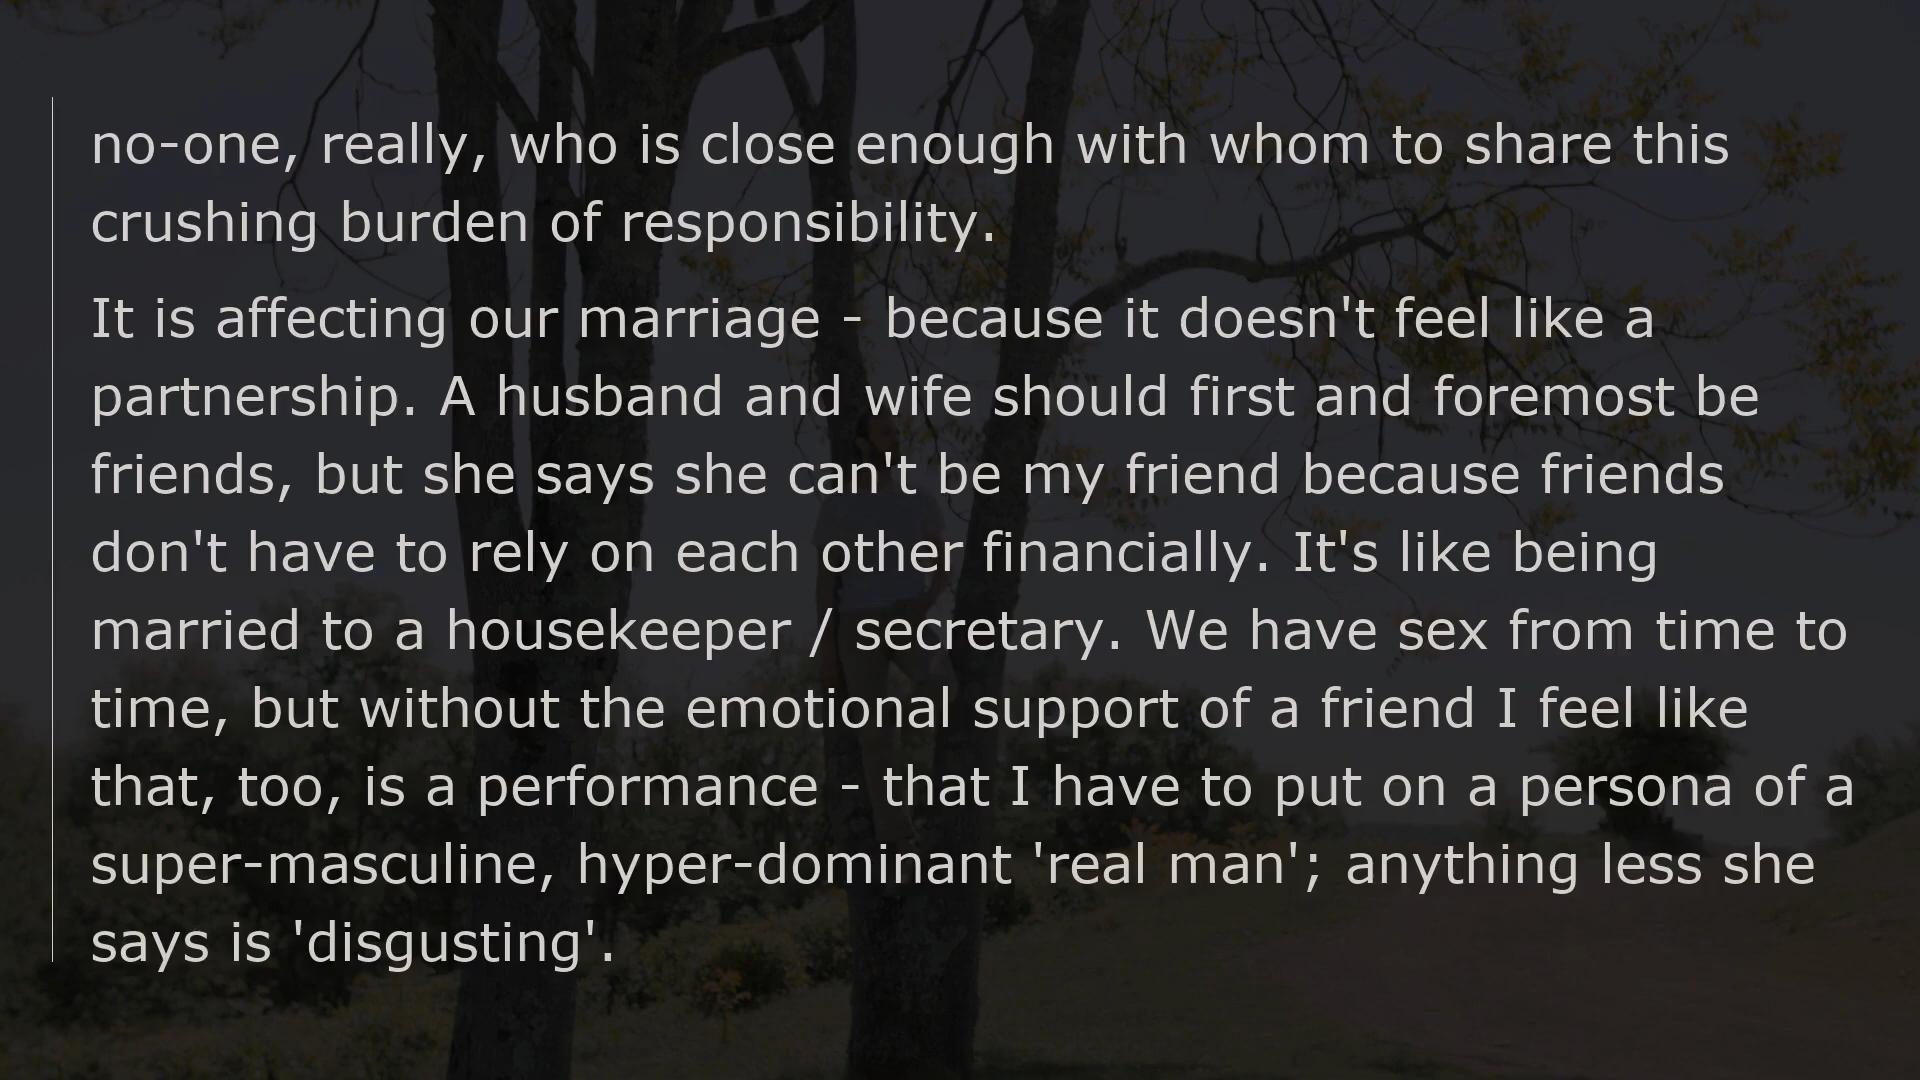 no-one, really, who is close enough with whom to share this
crushing burden of responsibility.
It is affecting our marriage - because it doesn't feel like a
partnership. A husband and wife should first and foremost be
friends, but she says she can't be my friend because friends
don't have to rely on each other financially. It's like being
married to a housekeeper / secretary. We have sex from time to
time, but without the emotional support of a friend I feel like
that, too, is a performance - that I have to put on a persona of a
super-masculine, hyper-dominant 'real man'; anything less she
says is 'disgusting'.